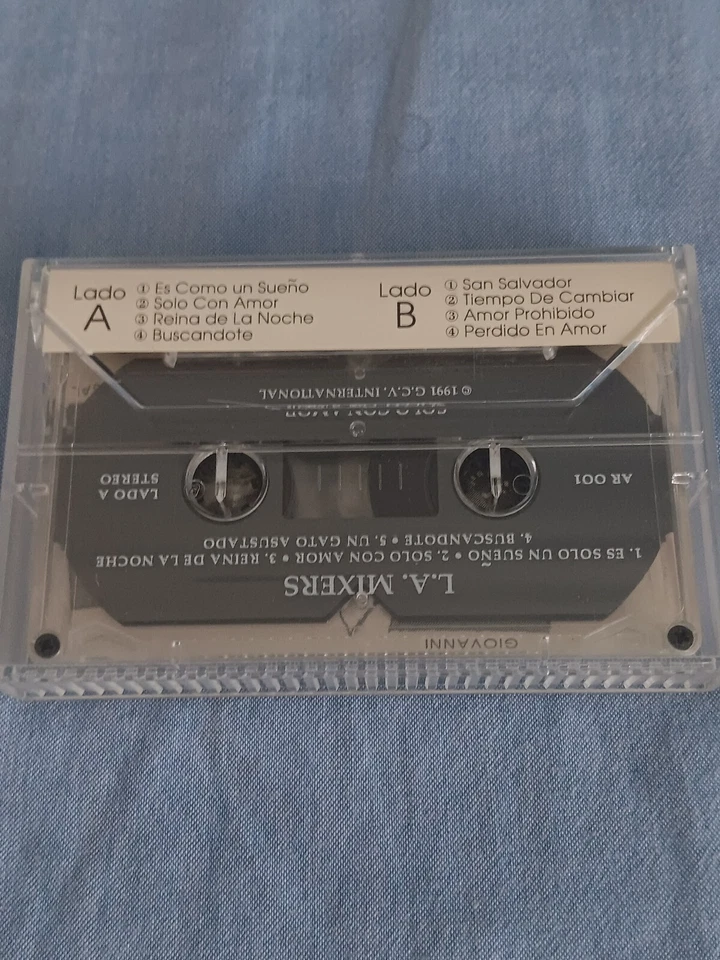 Lado A
① Es Como un Sueño
② Solo Con Amor
③ Reina de La Noche
④ Buscandote
Lado B
① San Salvador
② Tiempo De Cambiar
③ Amor Prohibido
④ Perdido En Amor
GIOVANNI
L.A. MIXERS
1. ES SOLO UN SUEÑO • 2. SOLO CON AMOR • 3. REINA DE LA NOCHE
4. BUSCANDOTE • 5. UN GATO ASUSTADO
AR 001
LADO A
STEREO
SOLO CON AMOR
© 1991 G.C.V. INTERNATIONAL